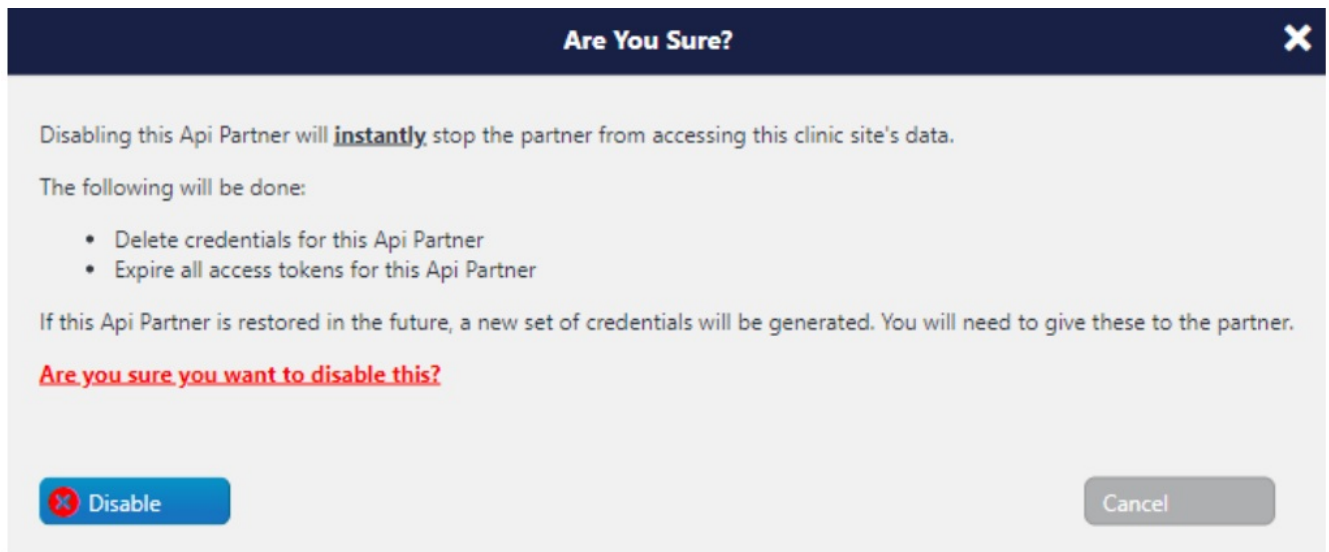 Are You Sure?
Disabling this Api Partner will instantly stop the partner from accessing this clinic site's data.
The following will be done:
• Delete credentials for this Api Partner
• Expire all access tokens for this Api Partner
If this Api Partner is restored in the future, a new set of credentials will be generated. You will need to give these to the partner.
Are you sure you want to disable this?
Disable
Cancel